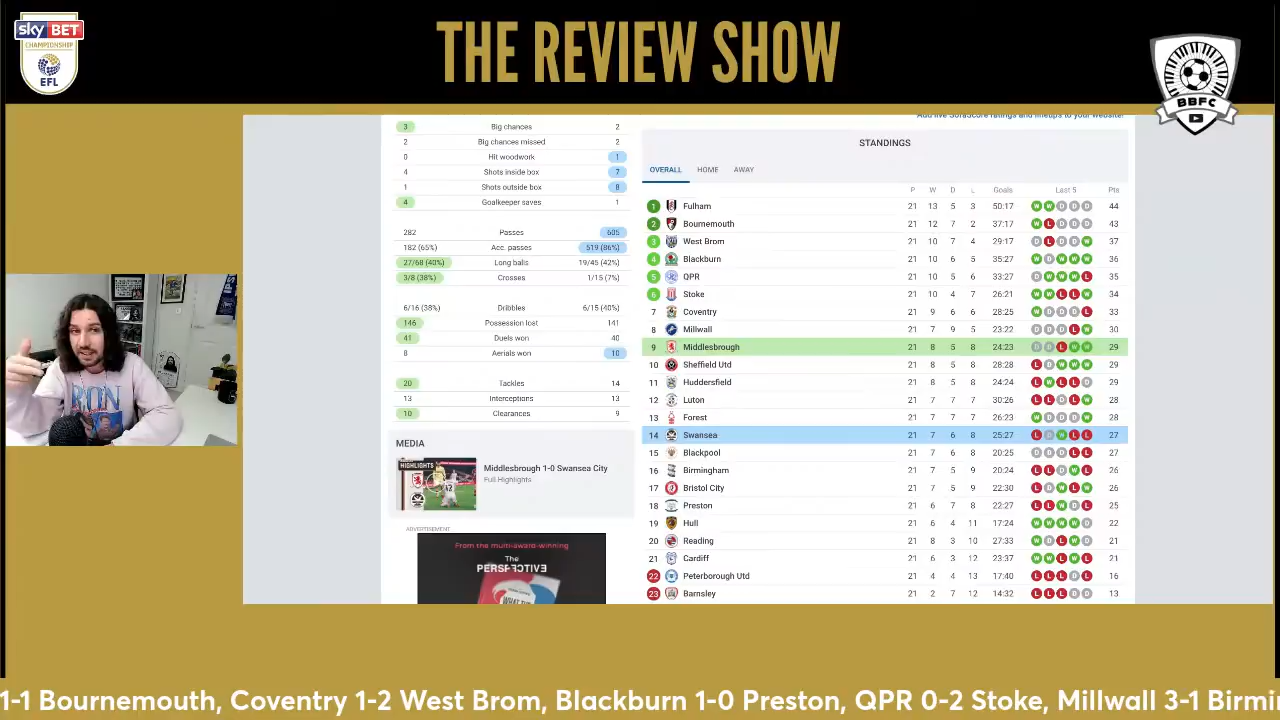 sky BET
CHAMPIONSHIP
EFL
THE REVIEW SHOW
BBFC
Add live SofaScore ratings and lineups to your website!
3 Big chances 2
2 Big chances missed 2
0 Hit woodwork 1
4 Shots inside box 7
1 Shots outside box 8
4 Goalkeeper saves 1
282 Passes 605
182 (65%) Acc. passes 519 (86%)
27/68 (40%) Long balls 19/45 (42%)
3/8 (38%) Crosses 1/15 (7%)
6/16 (38%) Dribbles 6/15 (40%)
146 Possession lost 141
41 Duels won 40
8 Aerials won 10
20 Tackles 14
13 Interceptions 13
10 Clearances 9
MEDIA
HIGHLIGHTS
Middlesbrough 1-0 Swansea City
Full Highlights
ADVERTISEMENT
From the multi-award-winning
The
STANDINGS
OVERALL HOME AWAY
P W D L Goals Last 5 Pts
1 Fulham 21 13 5 3 50:17 W W D D D 44
2 Bournemouth 21 12 7 2 37:17 W L D D D 43
3 West Brom 21 10 7 4 29:17 D L D D W 37
4 Blackburn 21 10 6 5 35:27 W D W W W 36
5 QPR 21 10 5 6 33:27 D W W W L 35
6 Stoke 21 10 4 7 26:21 W W L L W 34
7 Coventry 21 9 6 6 28:25 W D D D L 33
8 Millwall 21 7 9 5 23:22 D D D L W 30
9 Middlesbrough 21 8 5 8 24:23 D D L W W 29
10 Sheffield Utd 21 8 5 8 28:28 L D W W W 29
11 Huddersfield 21 8 5 8 24:24 L W L L D 29
12 Luton 21 7 7 7 30:26 L L D L W 28
13 Forest 21 7 7 7 26:23 W D D D W 28
14 Swansea 21 7 6 8 25:27 L D W L L 27
15 Blackpool 21 7 6 8 20:25 D D D L L 27
16 Birmingham 21 7 5 9 20:24 L L D W L 26
17 Bristol City 21 7 5 9 22:30 L D W L W 26
18 Preston 21 6 7 8 22:27 L L W D L 25
19 Hull 21 6 4 11 17:24 W W W W D 22
20 Reading 21 8 3 10 27:33 W D L W D 21
21 Cardiff 21 6 3 12 23:37 W W L W L 21
22 Peterborough Utd 21 4 4 13 17:40 L L L D L 16
23 Barnsley 21 2 7 12 14:32 L L L D D 13
1-1 Bournemouth, Coventry 1-2 West Brom, Blackburn 1-0 Preston, QPR 0-2 Stoke, Millwall 3-1 Birmi